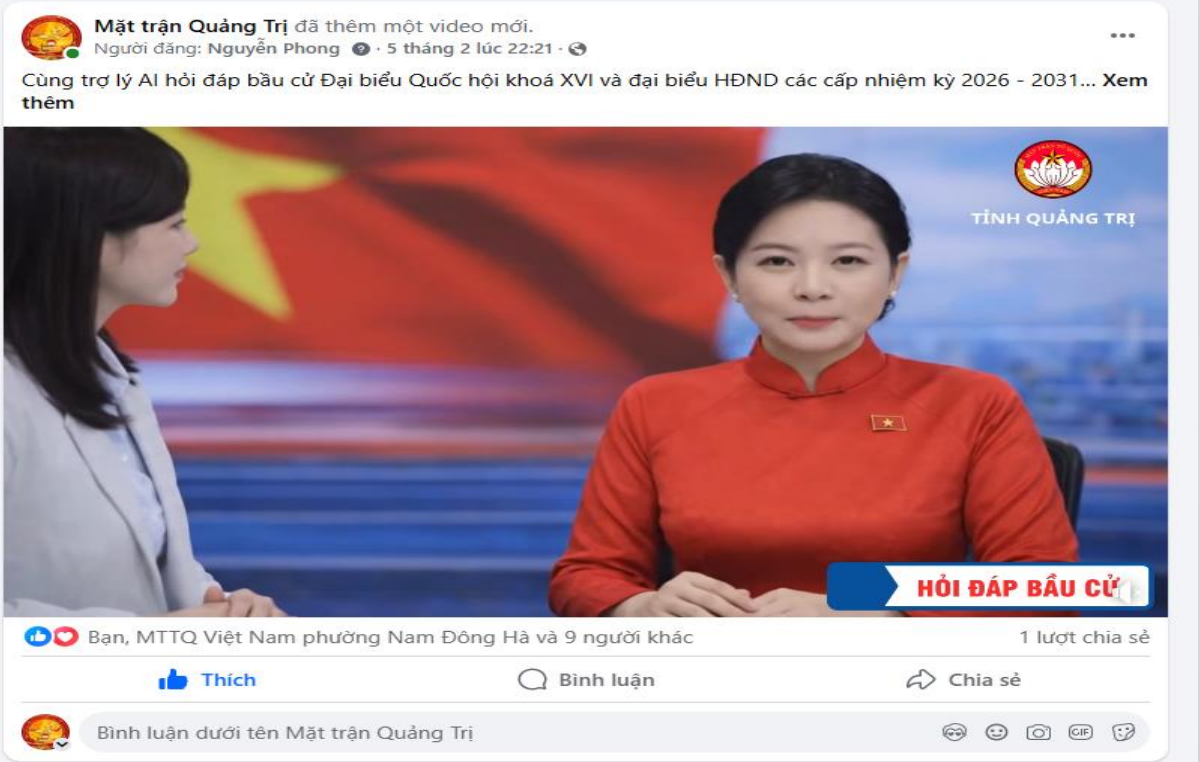 Mặt trận Quảng Trị đã thêm một video mới.
Người đăng: Nguyễn Phong · 5 tháng 2 lúc 22:21 ·
Cùng trợ lý AI hỏi đáp bầu cử Đại biểu Quốc hội khoá XVI và đại biểu HĐND các cấp nhiệm kỳ 2026 - 2031... Xem
thêm
TỈNH QUẢNG TRỊ
HỎI ĐÁP BẦU CỬ
Bạn, MTTQ Việt Nam phường Nam Đông Hà và 9 người khác
1 lượt chia sẻ
Thích
Bình luận
Chia sẻ
Bình luận dưới tên Mặt trận Quảng Trị
GIF